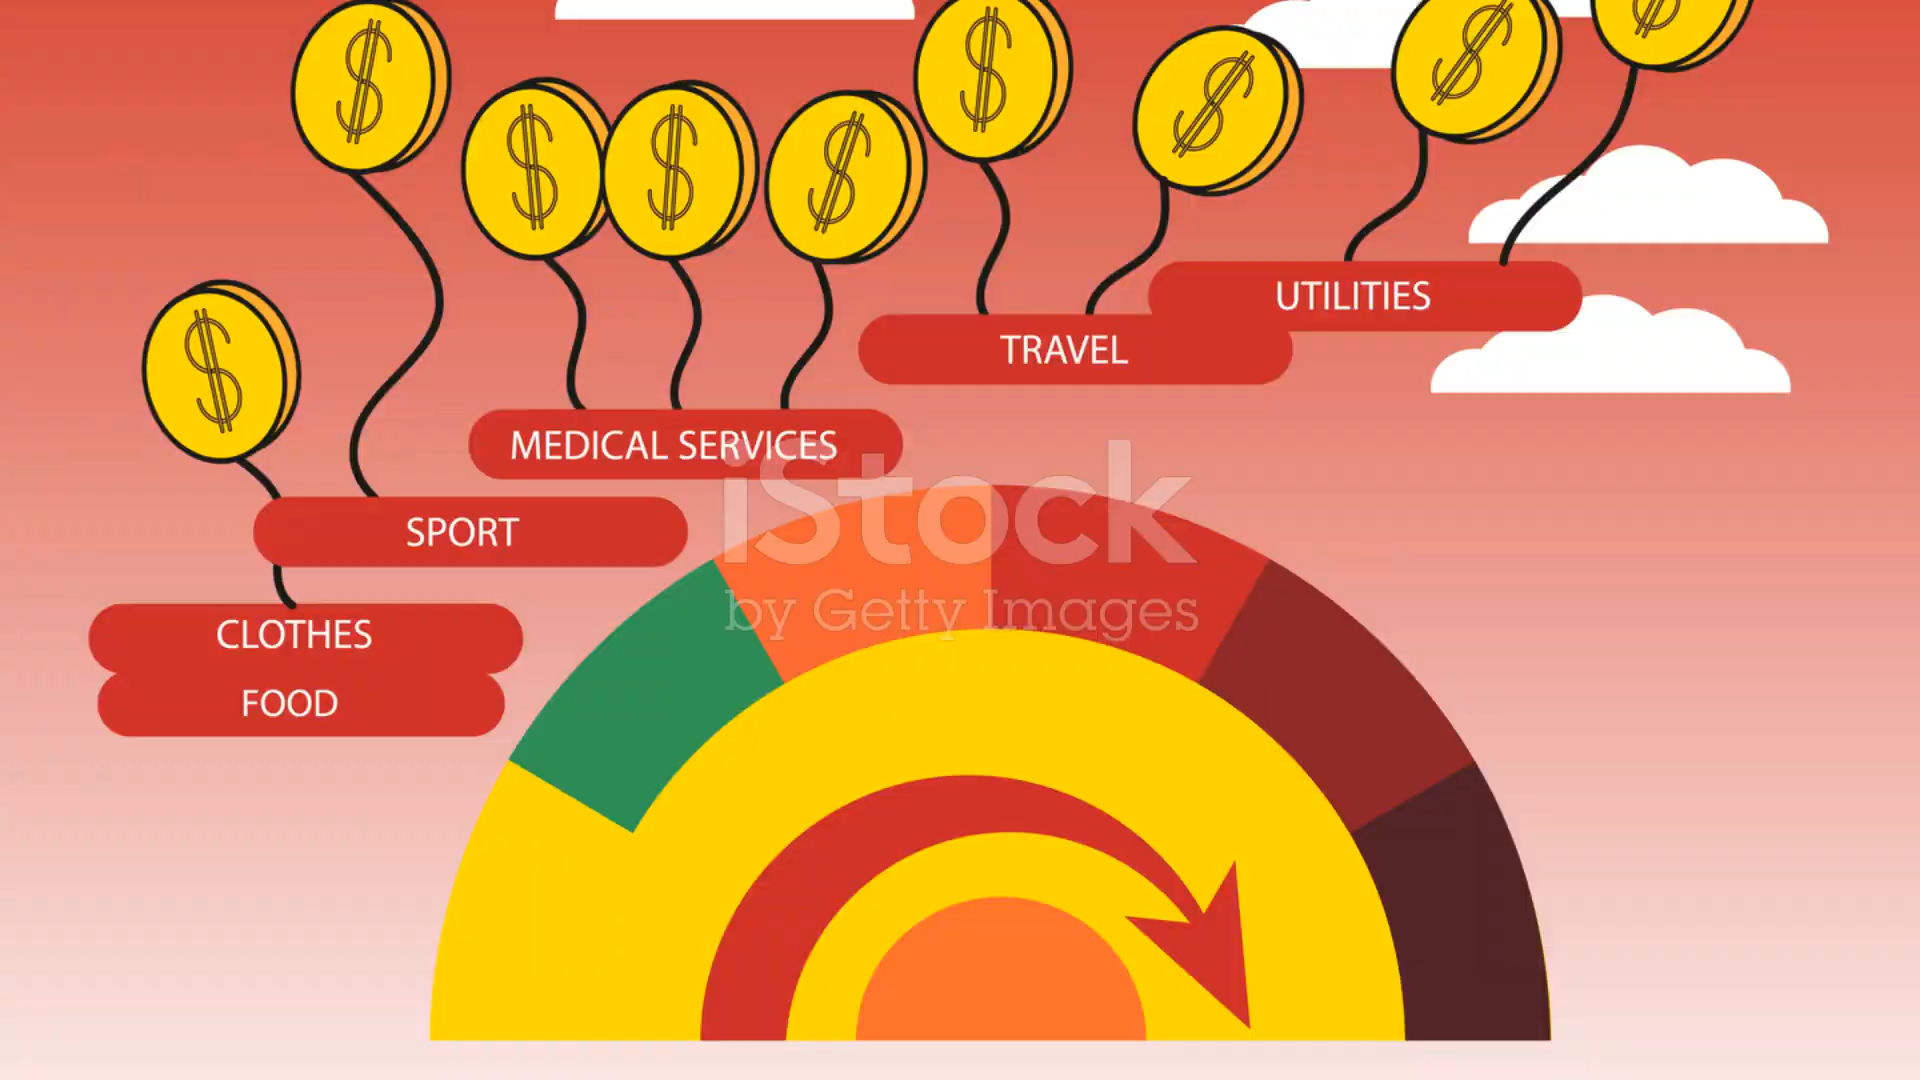 UTILITIES
TRAVEL
MEDICAL SERVICES
SPORT
CLOTHES
FOOD
iStock
by Getty Images